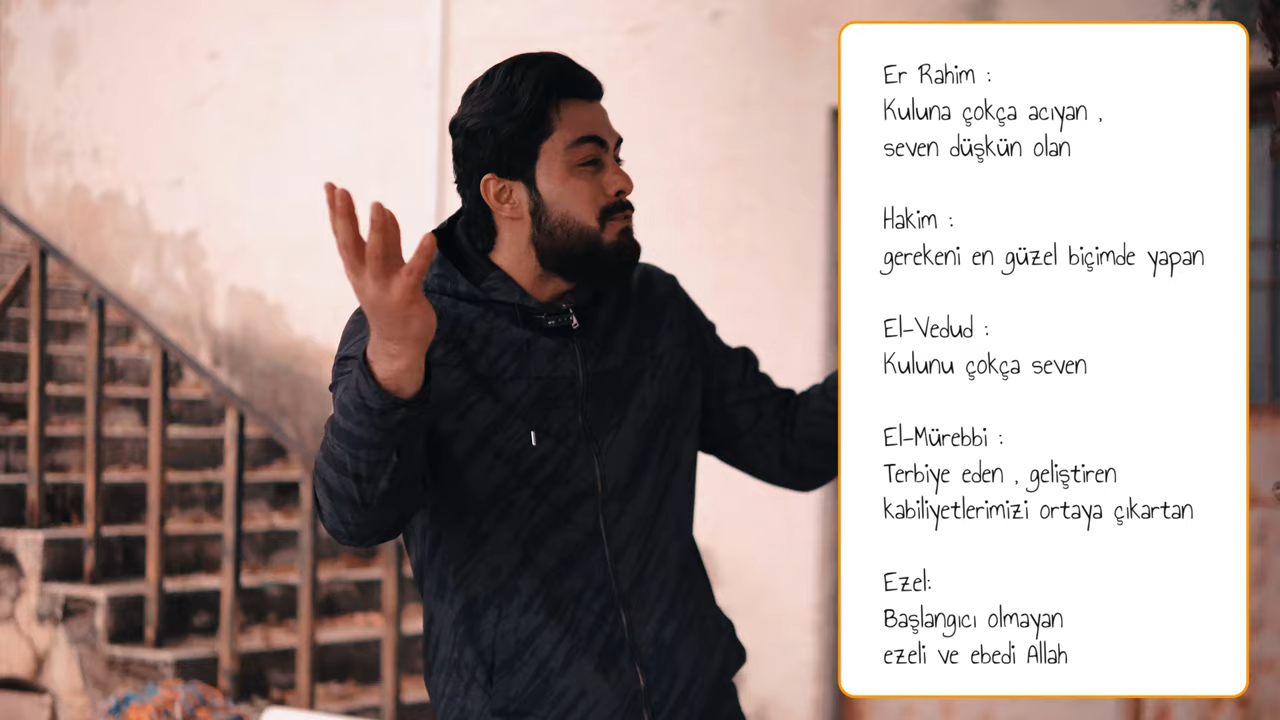 Er Rahim :
Kuluna çokça acıyan ,
seven düşkün olan
Hakim :
gerekeni en güzel biçimde yapan
El-Vedud :
Kulunu çokça seven
El-Mürebbi :
Terbiye eden , geliştiren
kabiliyetlerimizi ortaya çıkartan
Ezel:
Başlangıcı olmayan
ezeli ve ebedi Allah